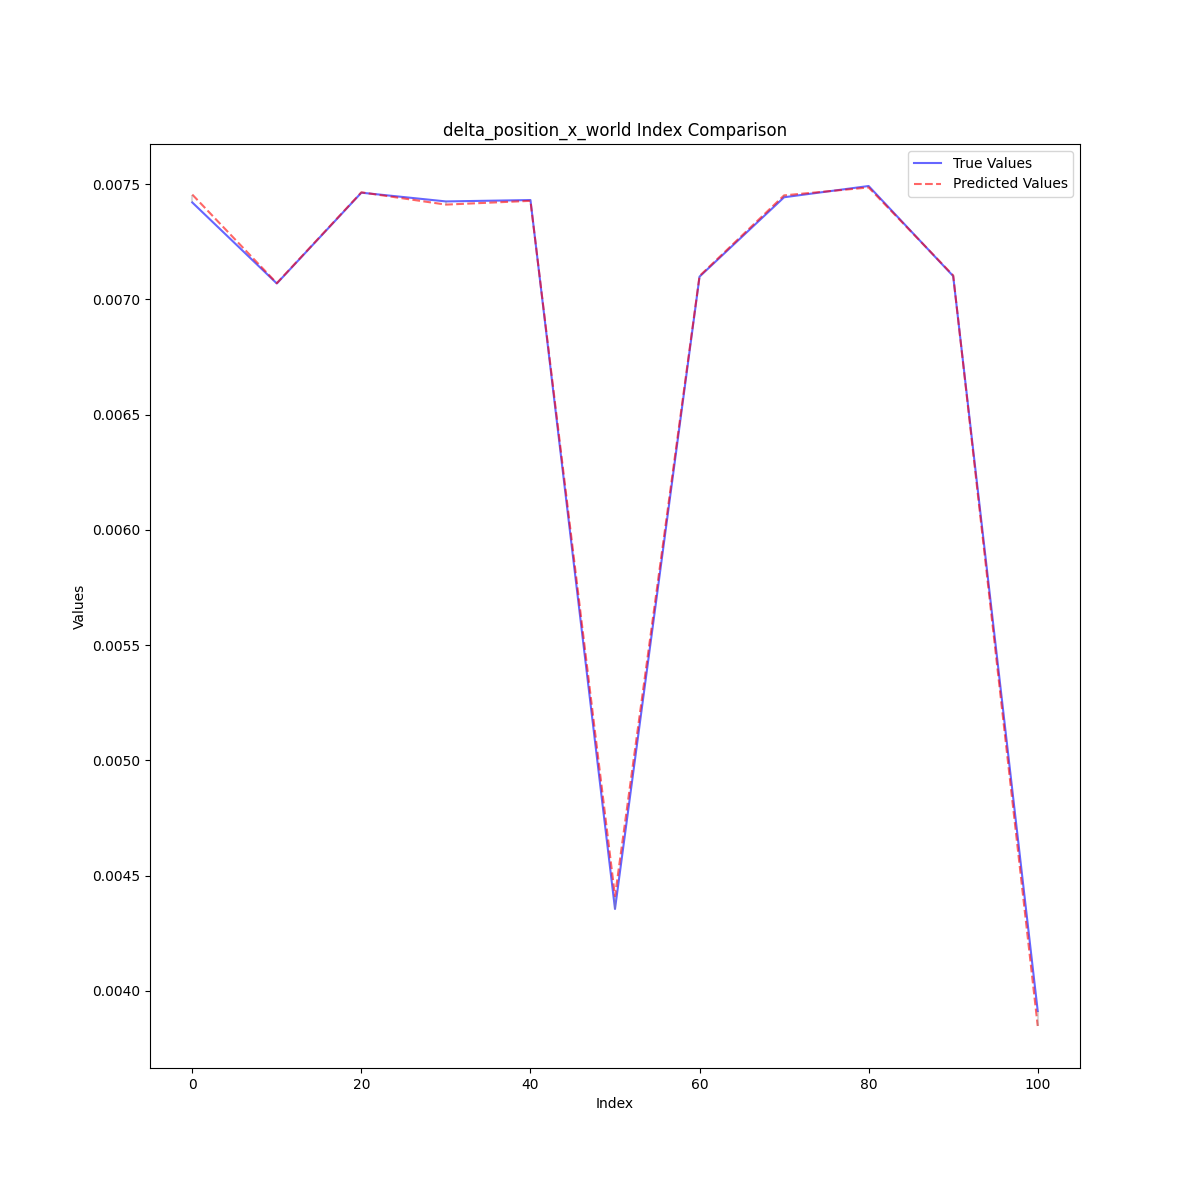 delta_position_x_world Index Comparison
True Values
Predicted Values
0.0075
0.0070
0.0065
0.0060
0.0055
0.0050
0.0045
0.0040
Values
0 20 40 60 80 100
Index